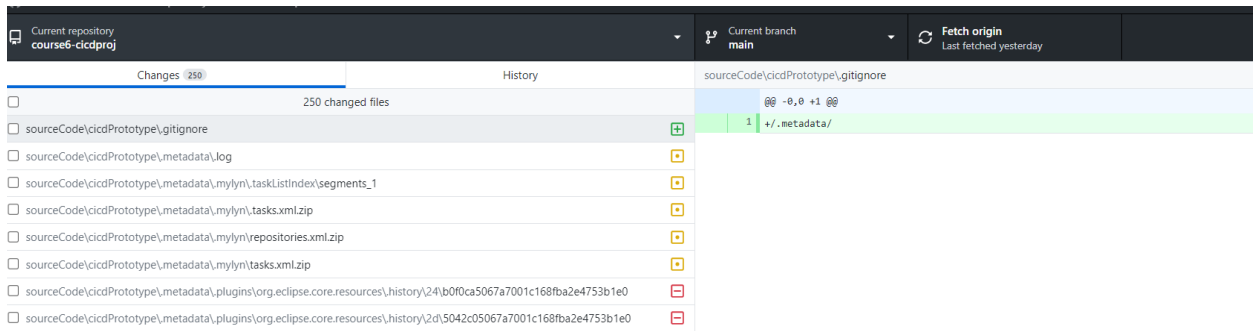 Current repository
course6-cicdproj
Current branch
main
Fetch origin
Last fetched yesterday
Changes 250
History
sourceCode\cicdPrototype\.gitignore
250 changed files
@@ -0,0 +1 @@
sourceCode\cicdPrototype\.gitignore
1 +/.metadata/
sourceCode\cicdPrototype\.metadata\.log
sourceCode\cicdPrototype\.metadata\.mylyn\.taskListIndex\segments_1
sourceCode\cicdPrototype\.metadata\.mylyn\.tasks.xml.zip
sourceCode\cicdPrototype\.metadata\.mylyn\repositories.xml.zip
sourceCode\cicdPrototype\.metadata\.mylyn\tasks.xml.zip
sourceCode\cicdPrototype\.metadata\.plugins\org.eclipse.core.resources\.history\24\b0f0ca5067a7001c168fba2e4753b1e0
sourceCode\cicdPrototype\.metadata\.plugins\org.eclipse.core.resources\.history\2d\5042c05067a7001c168fba2e4753b1e0